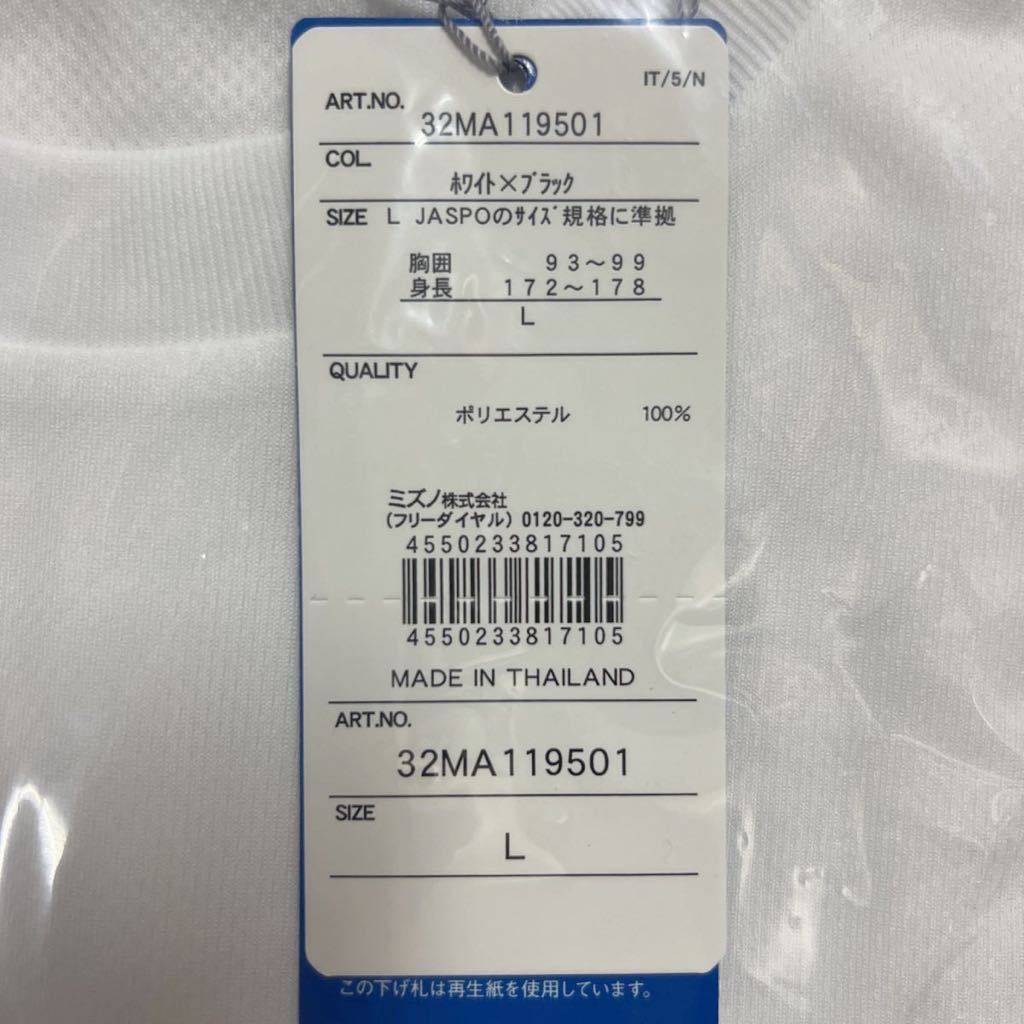 IT/5/N
ART.NO.
32MA119501
COL
ﾎﾜｲﾄ×ﾌﾞﾗｯｸ
SIZE L JASPOのｻｲｽﾞ規格に準拠
胸囲 93～99
身長 172～178
L
QUALITY
ポリエステル 100%
ミズノ株式会社
(フリーダイヤル) 0120-320-799
4550233817105
4550233817105
MADE IN THAILAND
ART.NO.
32MA119501
SIZE
L
この下げ札は再生紙を使用しています。